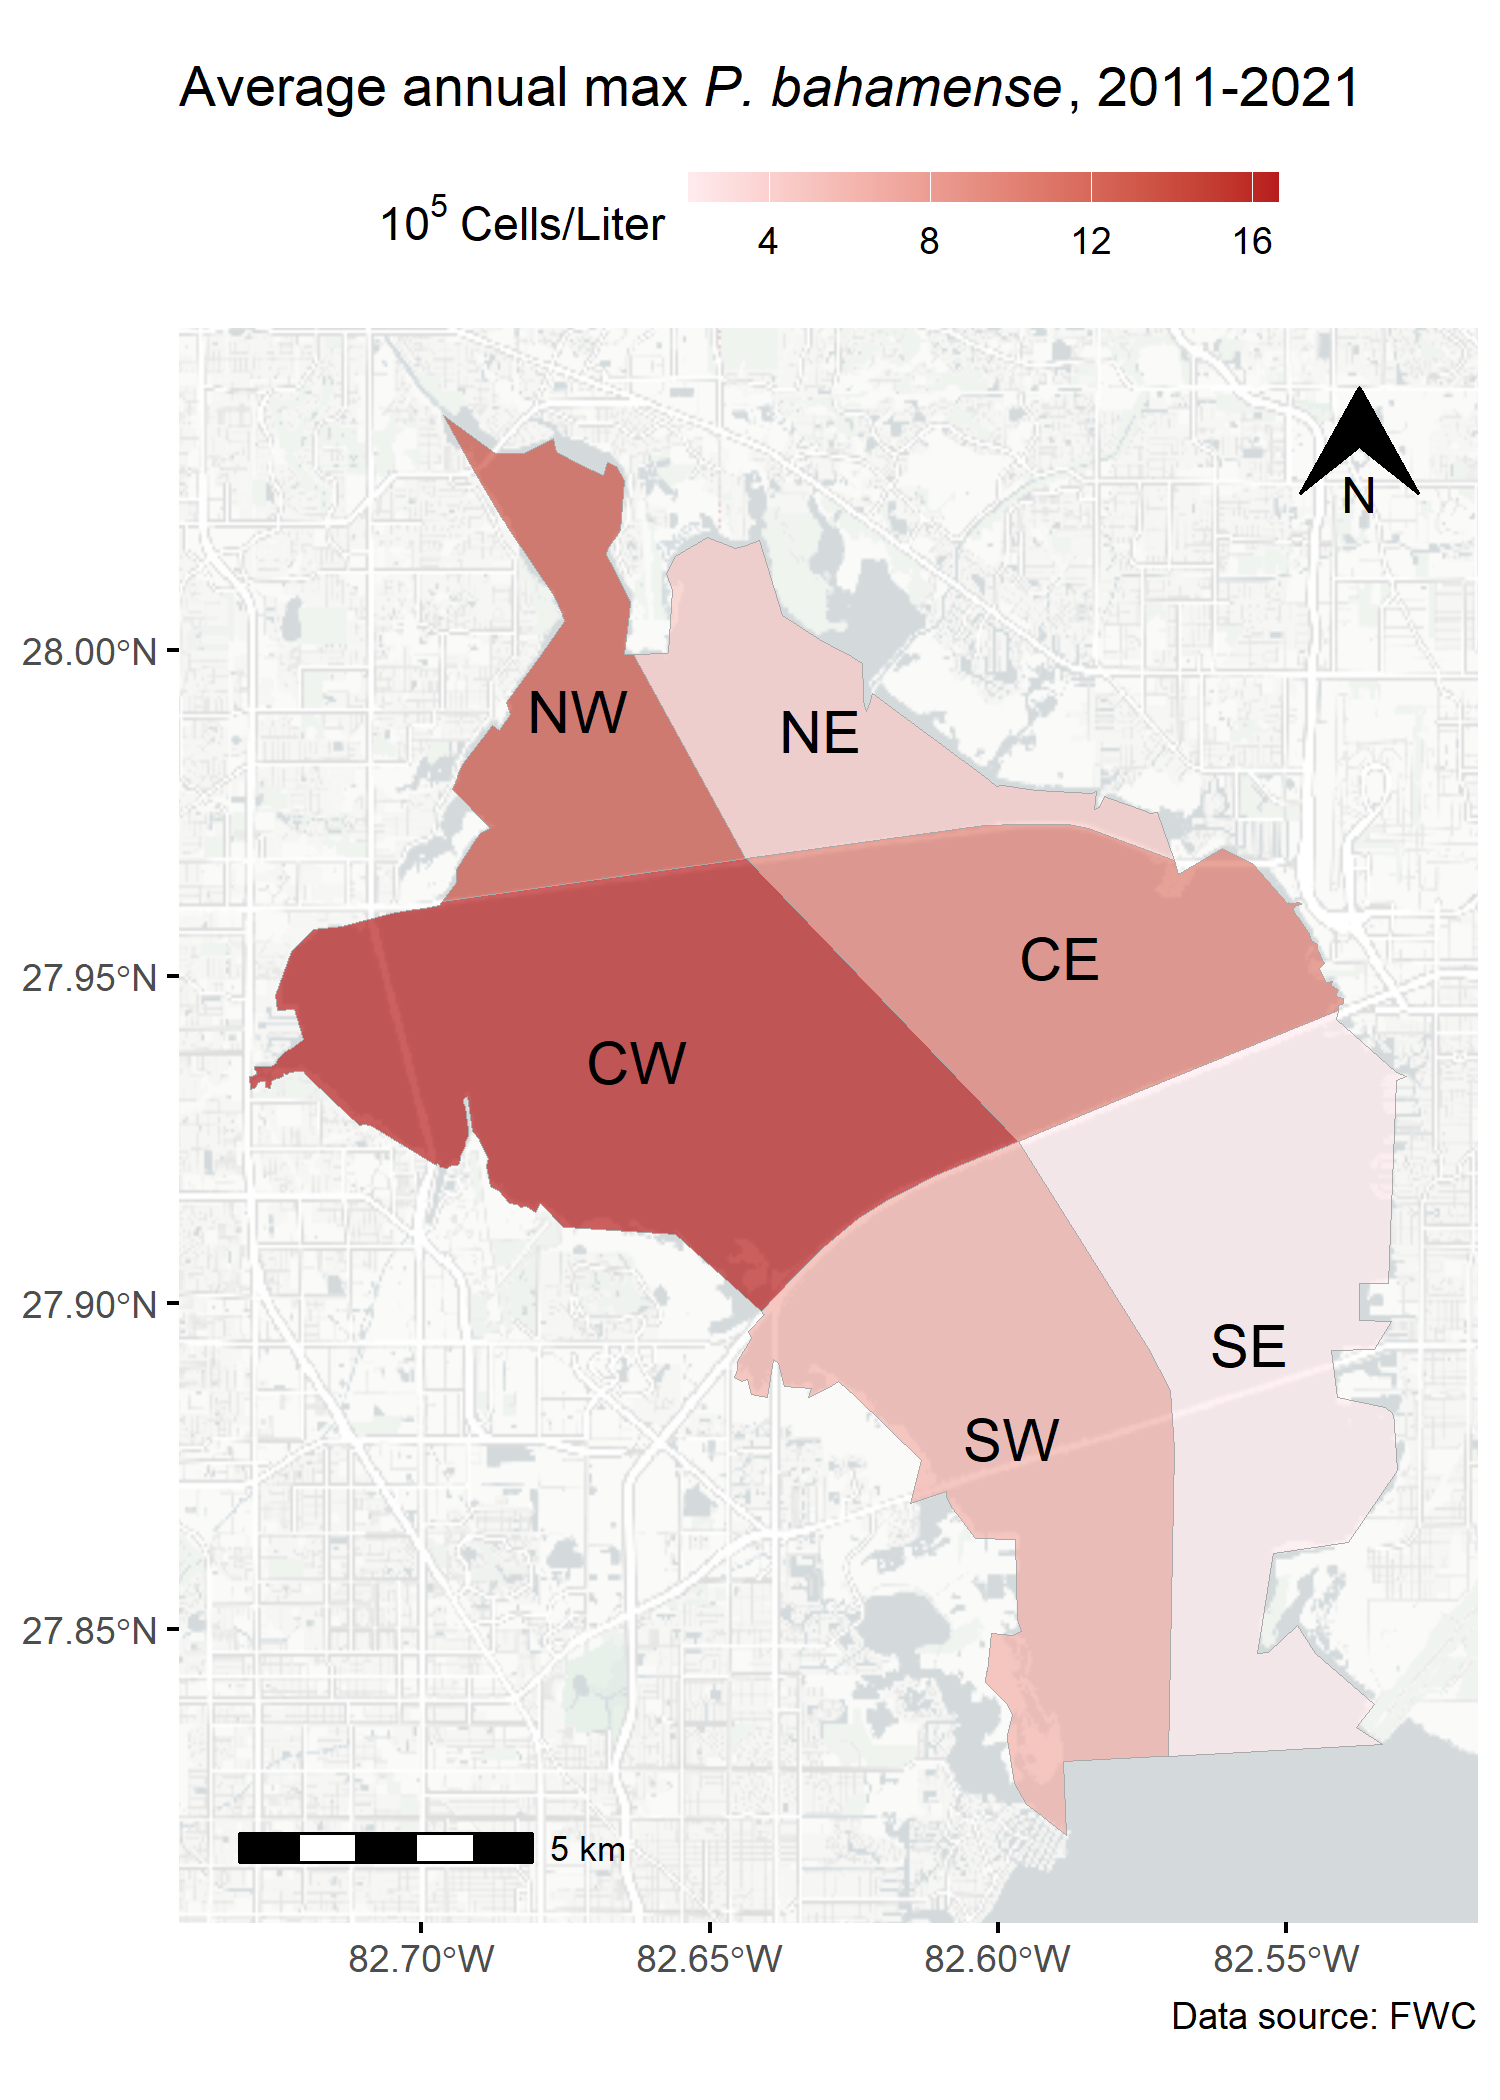 Average annual max P. bahamense, 2011-2021
10⁵ Cells/Liter
4 8 12 16
N
28.00°N
NW
NE
27.95°N
CE
CW
27.90°N
SE
SW
27.85°N
5 km
82.70°W 82.65°W 82.60°W 82.55°W
Data source: FWC